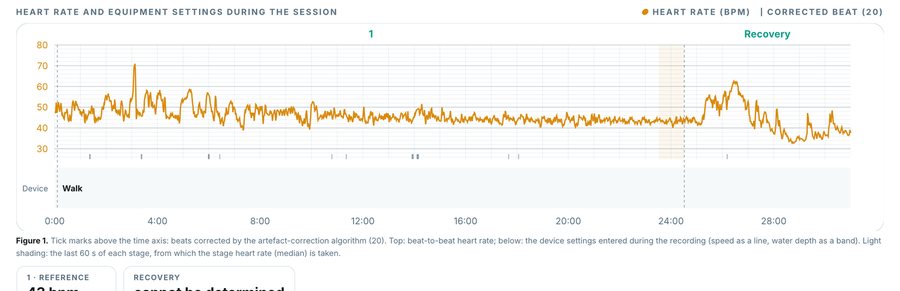 HEART RATE AND EQUIPMENT SETTINGS DURING THE SESSION
HEART RATE (BPM) | CORRECTED BEAT (20)
1 Recovery
80
70
60
50
40
30
Device Walk
0:00 4:00 8:00 12:00 16:00 20:00 24:00 28:00
Figure 1. Tick marks above the time axis: beats corrected by the artefact-correction algorithm (20). Top: beat-to-beat heart rate; below: the device settings entered during the recording (speed as a line, water depth as a band). Light
shading: the last 60 s of each stage, from which the stage heart rate (median) is taken.
1 · REFERENCE RECOVERY